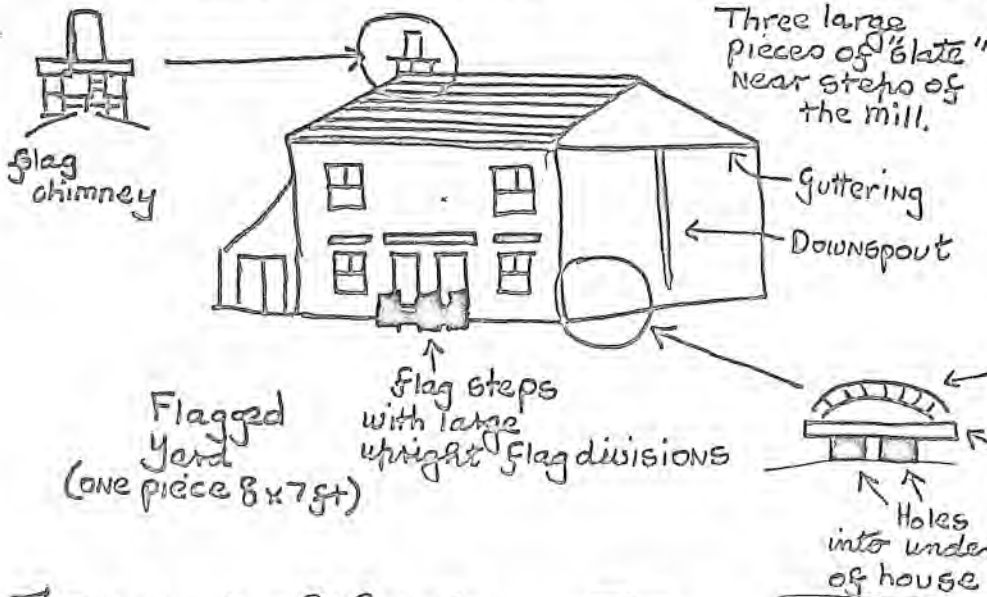 Three large
pieces of "slate"
near steps of
the mill.
flag
chimney
Guttering
Downspout
flag steps
with large
upright flag divisions
Flagged
Yard
(one piece 8 x 7 ft)
Holes
into under
of house